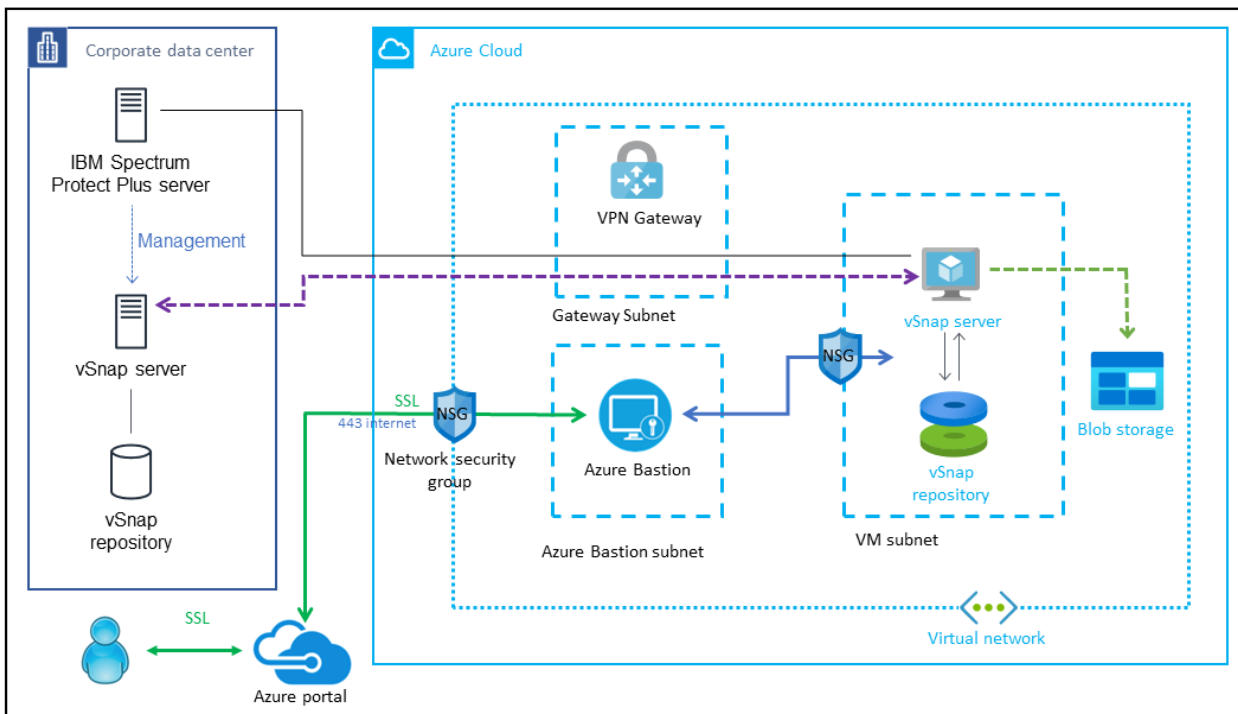 Corporate data center
Azure Cloud
IBM Spectrum
Protect Plus server
VPN Gateway
Management
Gateway Subnet
vSnap server
vSnap server
NSG
SSL
443 internet
NSG
Network security
group
Azure Bastion
vSnap
repository
Blob storage
vSnap
repository
Azure Bastion subnet
VM subnet
SSL
Virtual network
Azure portal